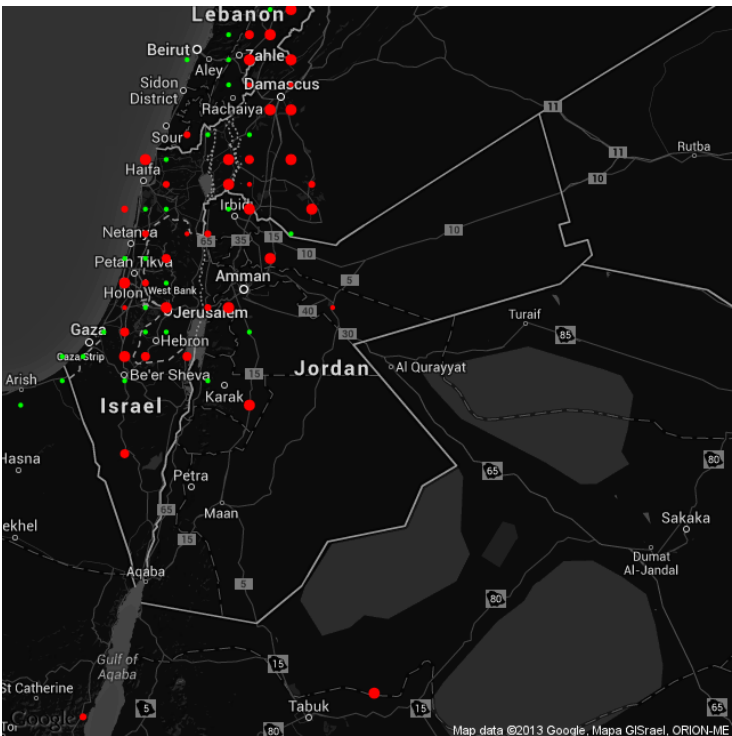 Lebanon
Beirut
Zahle
Aley
Sidon
District
Damascus
Rachaiya
11
Sour
11
Rutba
Haifa
10
Irbid
Netanya
65
35
15
10
10
Petah Tikva
Amman
5
Holon
West Bank
Jerusalem
40
Turaif
Gaza
30
85
Hebron
Gaza Strip
Jordan
Al Qurayyat
Arish
Be'er Sheva
15
Karak
Israel
Hasna
80
65
Petra
65
Maan
Sakaka
ekhel
15
Dumat
Al-Jandal
Aqaba
5
80
Gulf of
Aqaba
15
St Catherine
Tabuk
5
15
65
Google
80
Map data ©2013 Google, Mapa GISrael, ORION-ME